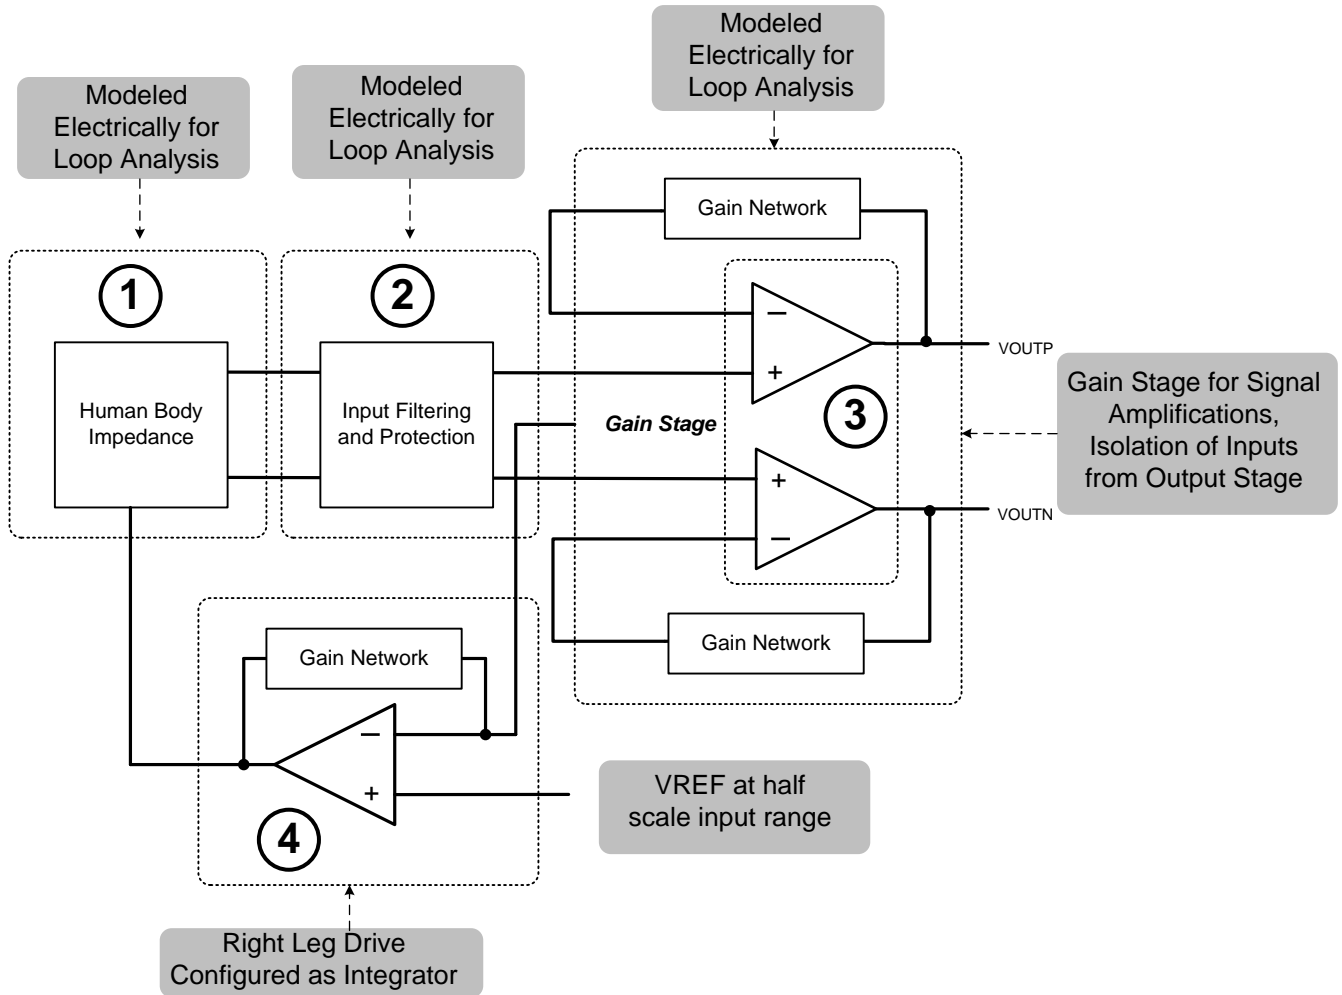 Modeled
Electrically for
Loop Analysis
Modeled
Electrically for
Loop Analysis
Modeled
Electrically for
Loop Analysis
Gain Network
1
2
−
+
VOUTP
Human Body
Impedance
Input Filtering
and Protection
Gain Stage
3
Gain Stage for Signal
Amplifications,
Isolation of Inputs
from Output Stage
+
−
VOUTN
Gain Network
Gain Network
−
+
VREF at half
scale input range
4
Right Leg Drive
Configured as Integrator